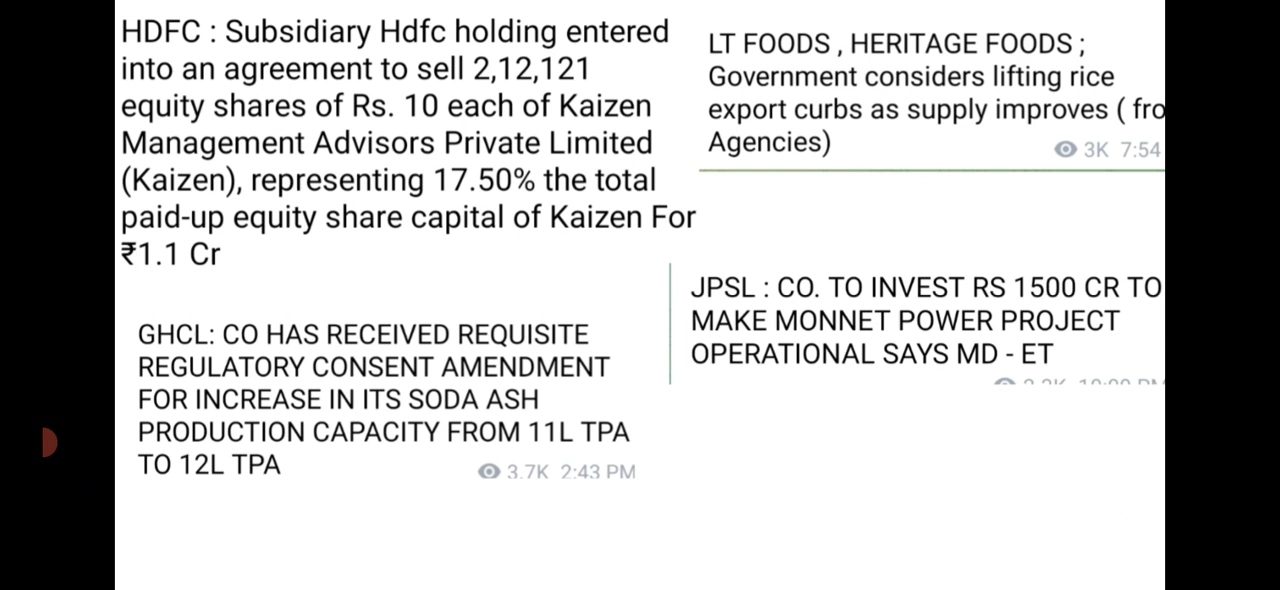 HDFC : Subsidiary Hdfc holding entered
into an agreement to sell 2,12,121
equity shares of Rs. 10 each of Kaizen
Management Advisors Private Limited
(Kaizen), representing 17.50% the total
paid-up equity share capital of Kaizen For
₹1.1 Cr
LT FOODS , HERITAGE FOODS ;
Government considers lifting rice
export curbs as supply improves ( fro
Agencies)
3K 7:54
GHCL: CO HAS RECEIVED REQUISITE
REGULATORY CONSENT AMENDMENT
FOR INCREASE IN ITS SODA ASH
PRODUCTION CAPACITY FROM 11L TPA
TO 12L TPA
3.7K 2:43 PM
JPSL : CO. TO INVEST RS 1500 CR TO
MAKE MONNET POWER PROJECT
OPERATIONAL SAYS MD - ET